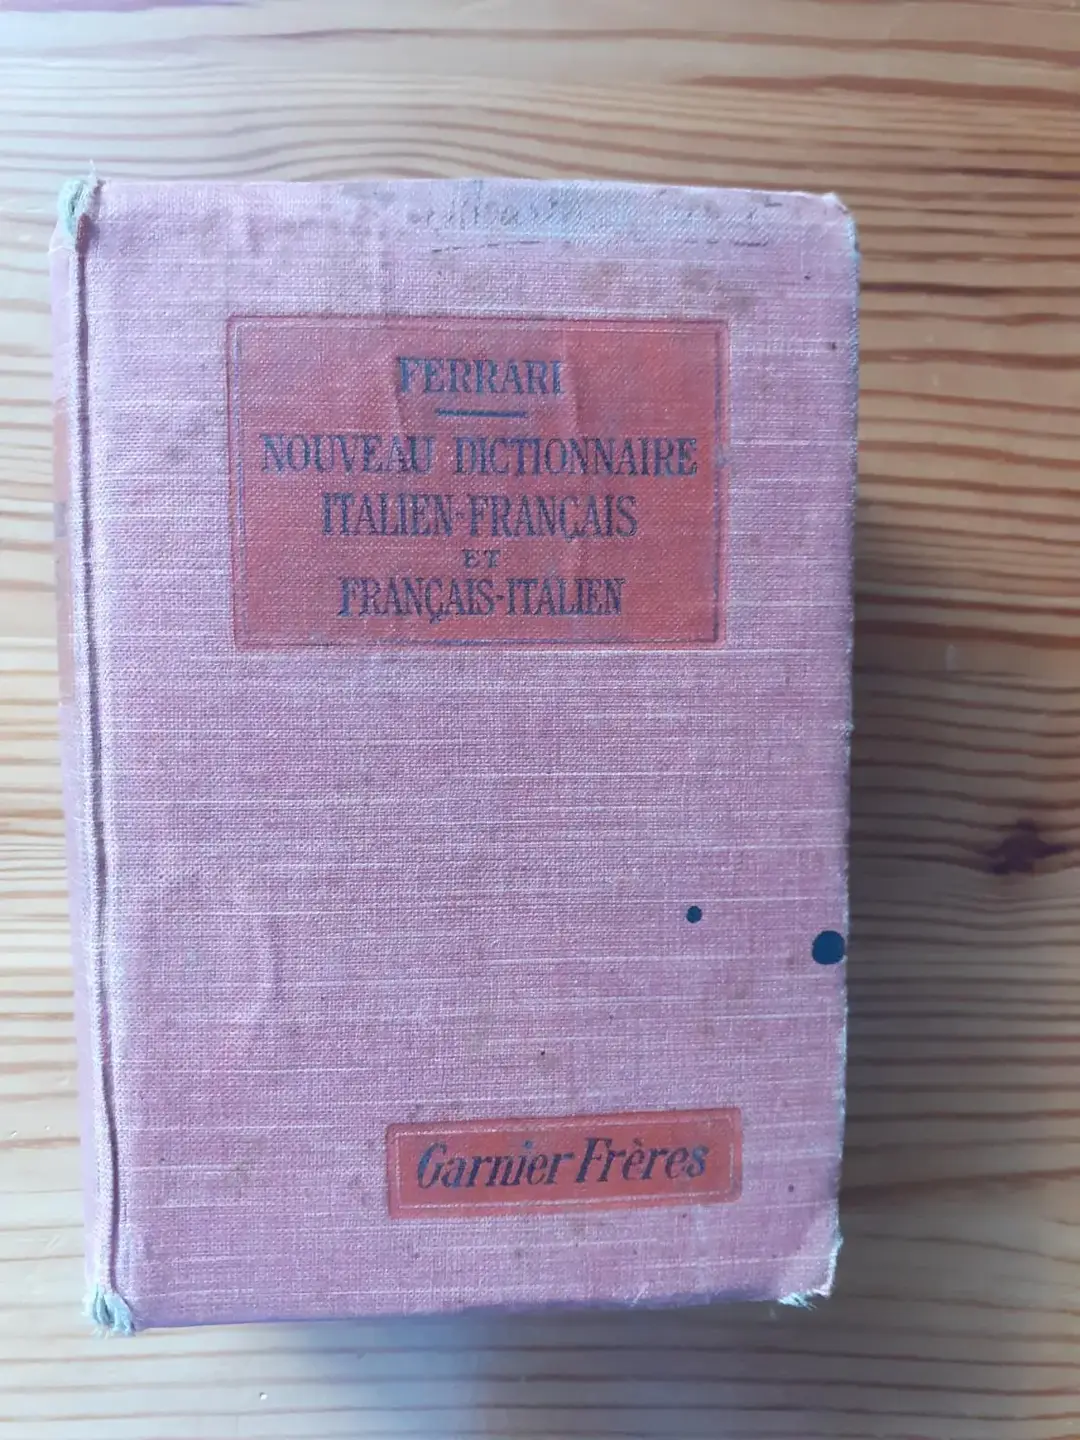 FERRARI
NOUVEAU DICTIONNAIRE
ITALIEN-FRANÇAIS
ET
FRANÇAIS-ITALIEN
Garnier Frères